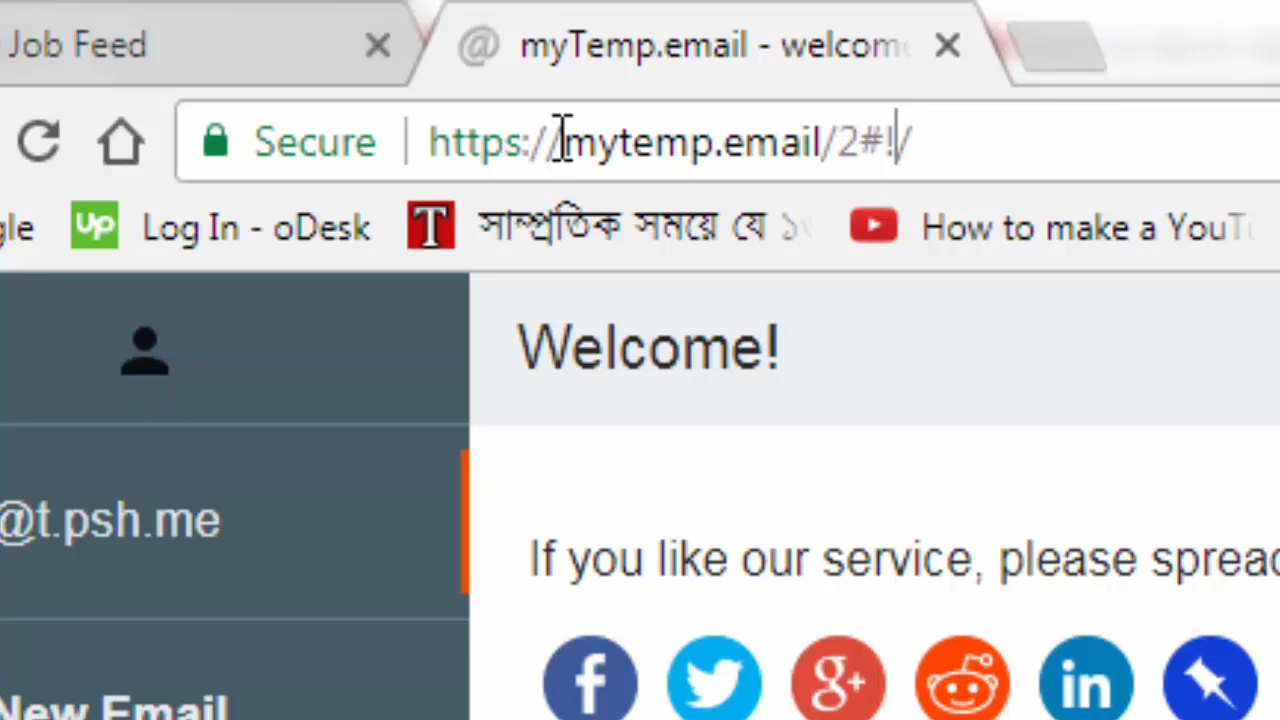 Job Feed
myTemp.email - welcom
Secure https://mytemp.email/2#!/
gle Up Log In - oDesk T সাম্প্রতিক সময়ে যে How to make a YouT
Welcome!
@t.psh.me
If you like our service, please spread
New Email